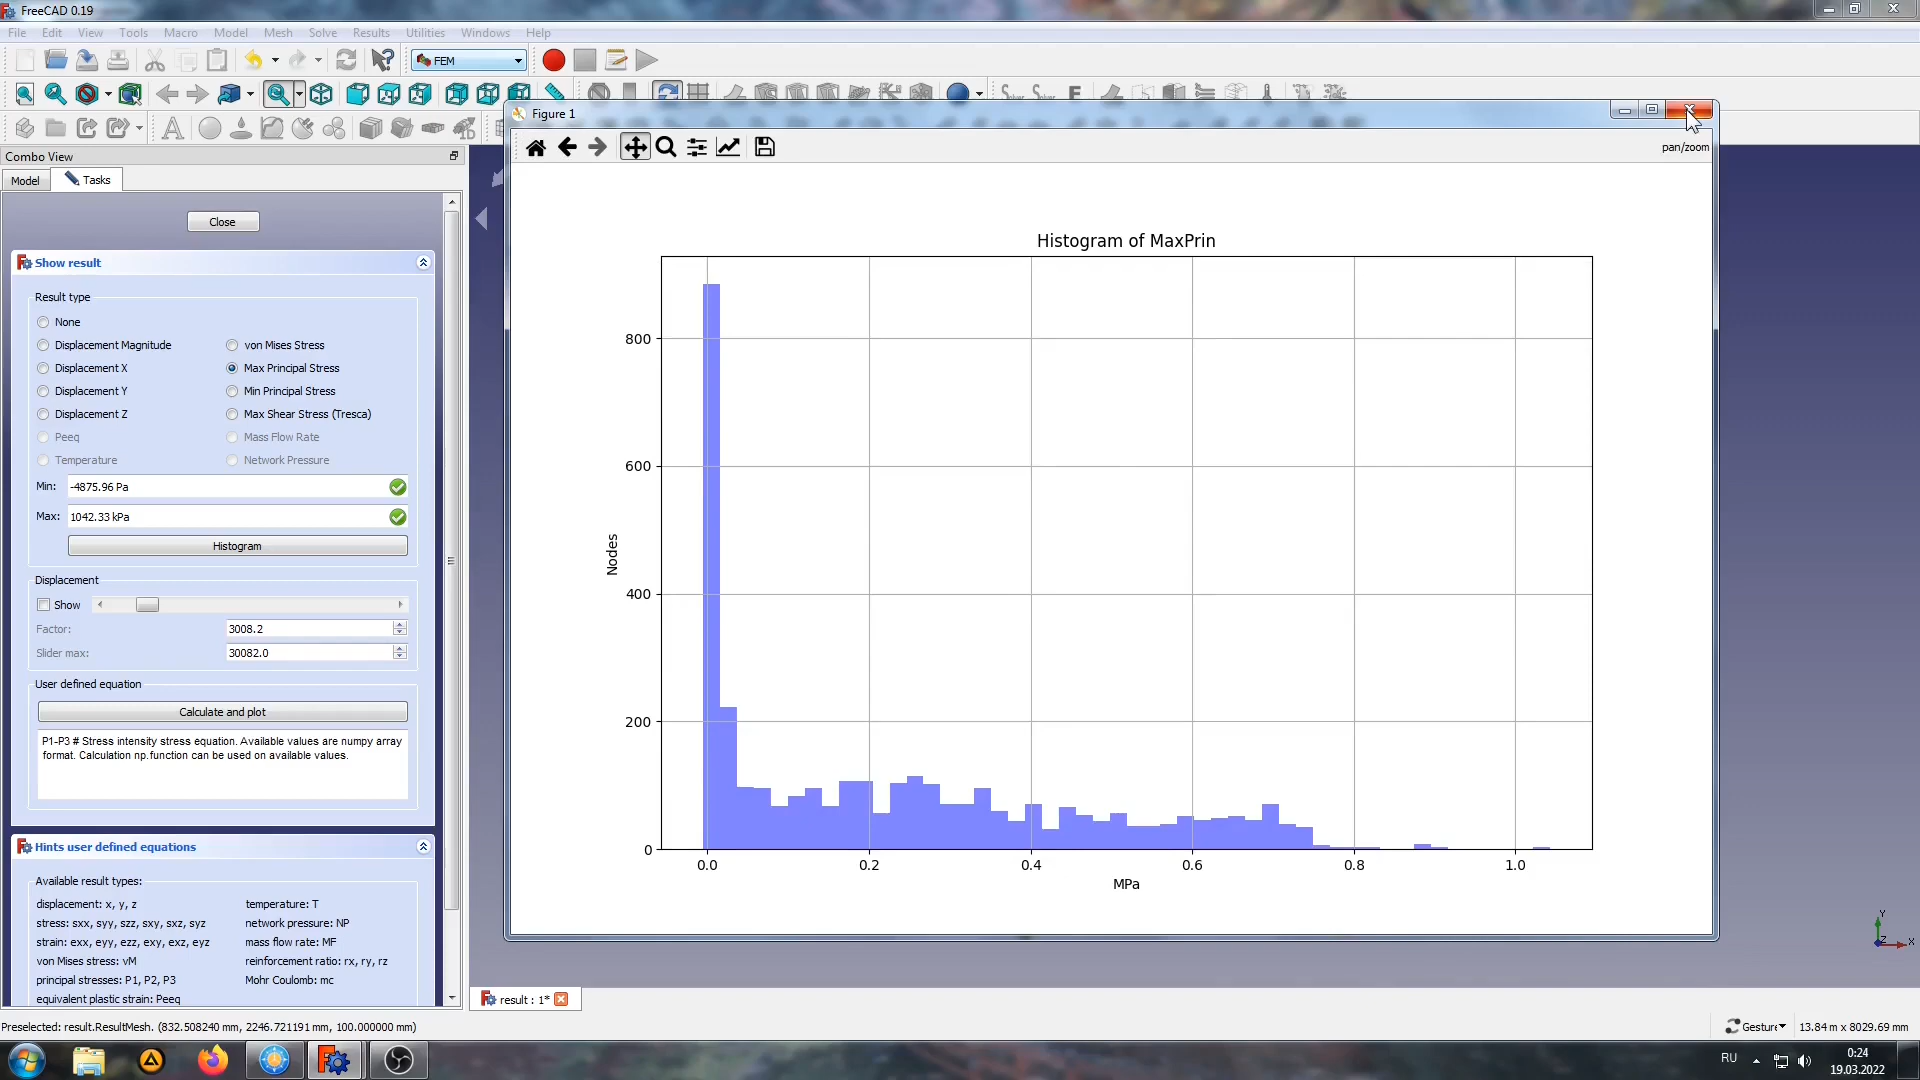 FreeCAD 0.19
File Edit View Tools Macro Model Mesh Solve Results Utilities Windows Help
FEM
Combo View
Model Tasks
Close
Show result
Result type
None
Displacement Magnitude von Mises Stress
Displacement X Max Principal Stress
Displacement Y Min Principal Stress
Displacement Z Max Shear Stress (Tresca)
Peeq Mass Flow Rate
Temperature Network Pressure
Min: -4875.96 Pa
Max: 1042.33 kPa
Histogram
Displacement
Show
Factor: 3008.2
Slider max: 30082.0
User defined equation
Calculate and plot
P1-P3 # Stress intensity stress equation. Available values are numpy array
format. Calculation np.function can be used on available values.
Hints user defined equations
Available result types:
displacement: x, y, z temperature: T
stress: sxx, syy, szz, sxy, sxz, syz network pressure: NP
strain: exx, eyy, ezz, exy, exz, eyz mass flow rate: MF
von Mises stress: vM reinforcement ratio: rx, ry, rz
principal stresses: P1, P2, P3 Mohr Coulomb: mc
equivalent plastic strain: Peeq
Figure 1
pan/zoom
Histogram of MaxPrin
800
600
400
200
0
Nodes
0.0 0.2 0.4 0.6 0.8 1.0
MPa
Y
Z X
result : 1*
Preselected: result.ResultMesh. (832.508240 mm, 2246.721191 mm, 100.000000 mm)
Gesture 13.84 m x 8029.69 mm
RU
0:24
19.03.2022